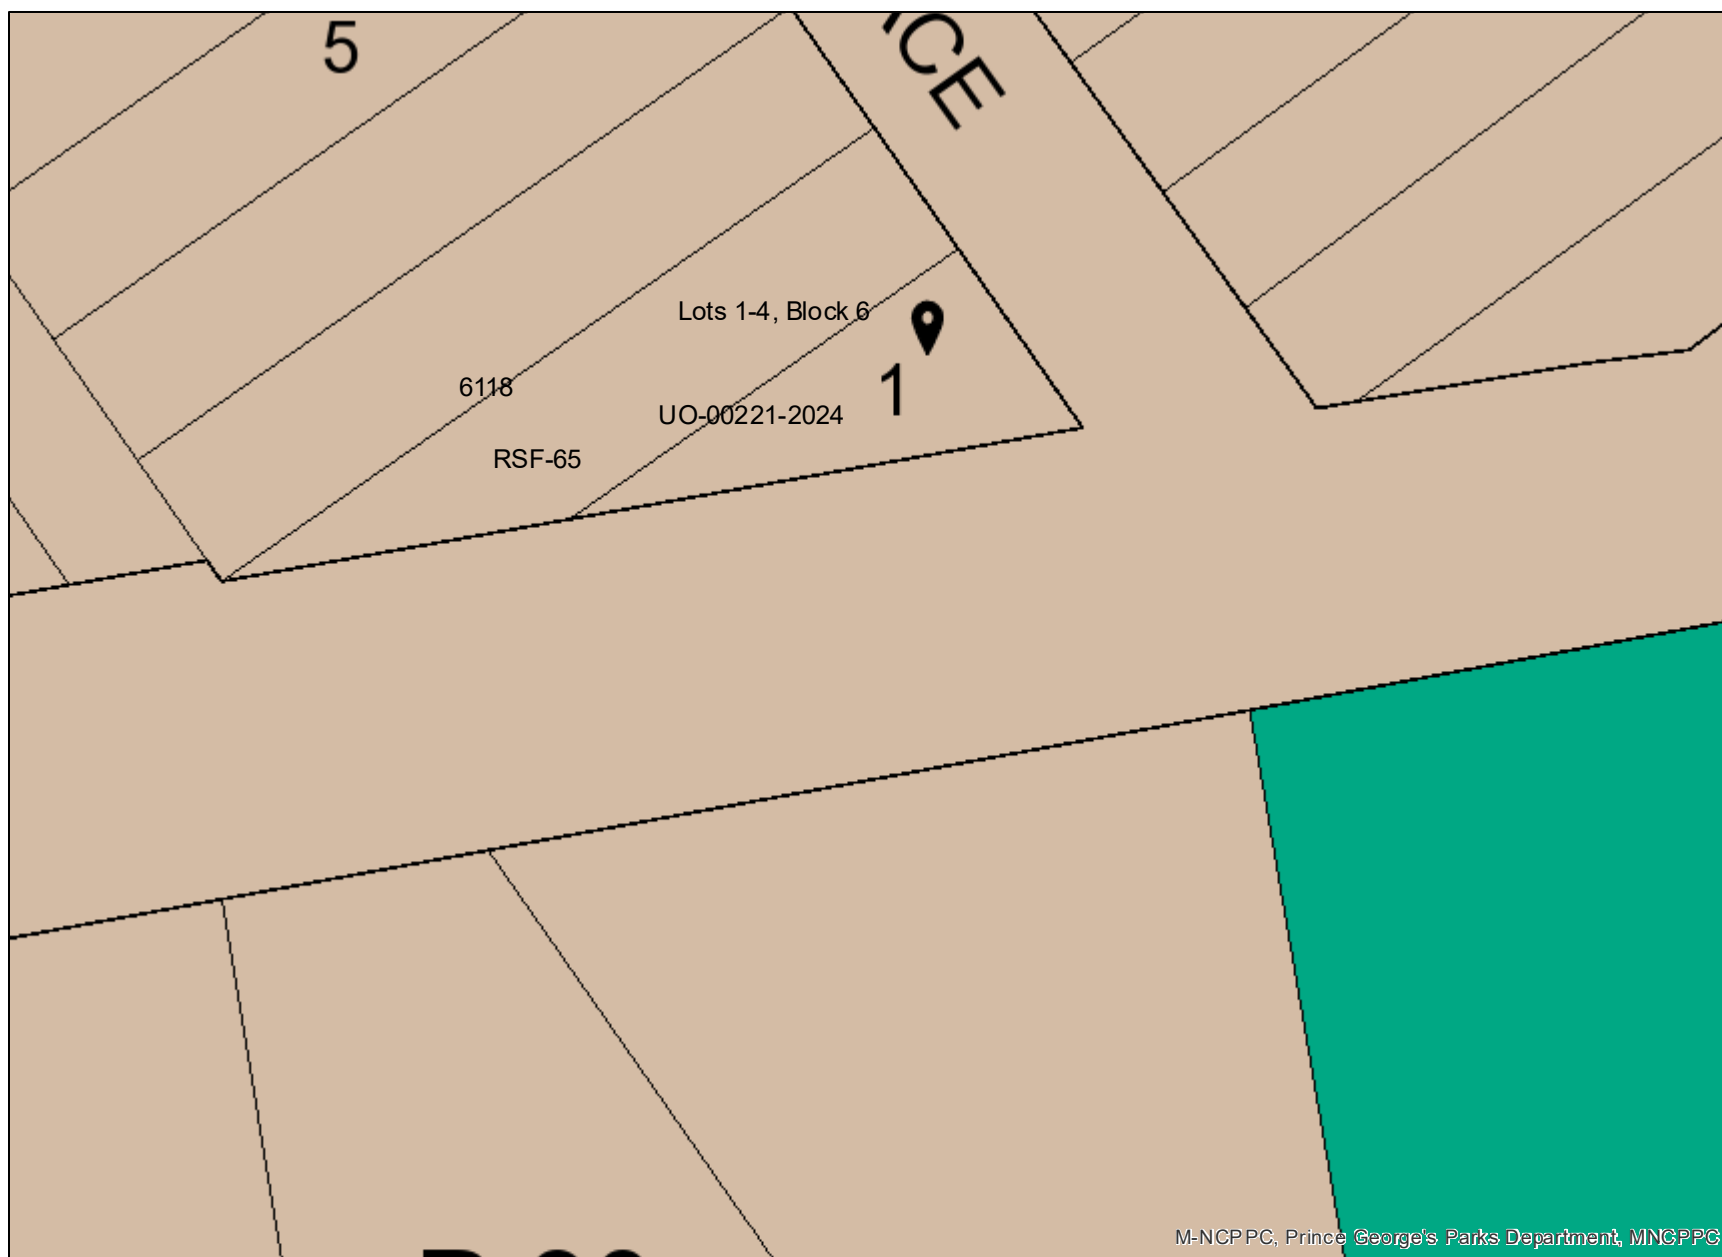 5
CE
Lots 1-4, Block 6
6118
1
UO-00221-2024
RSF-65
M-NCPPC, Prince George's Parks Department, MNCPPC